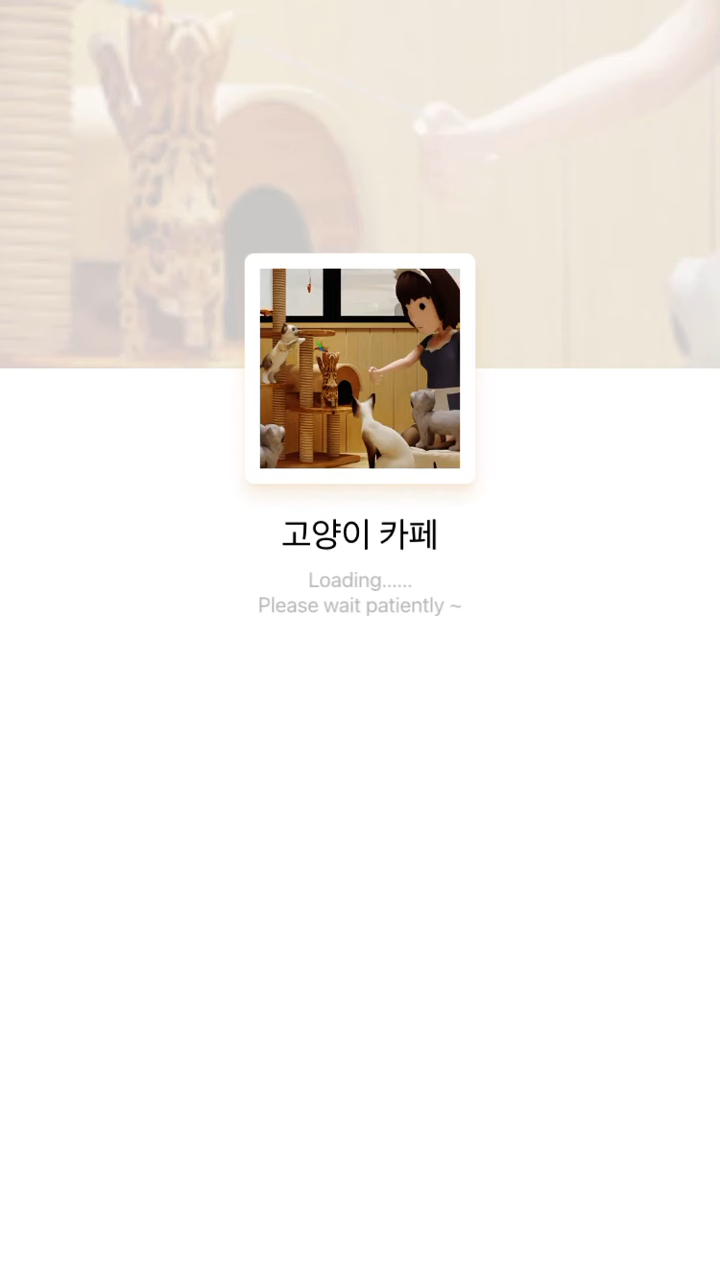 고양이 카페
Loading......
Please wait patiently ~